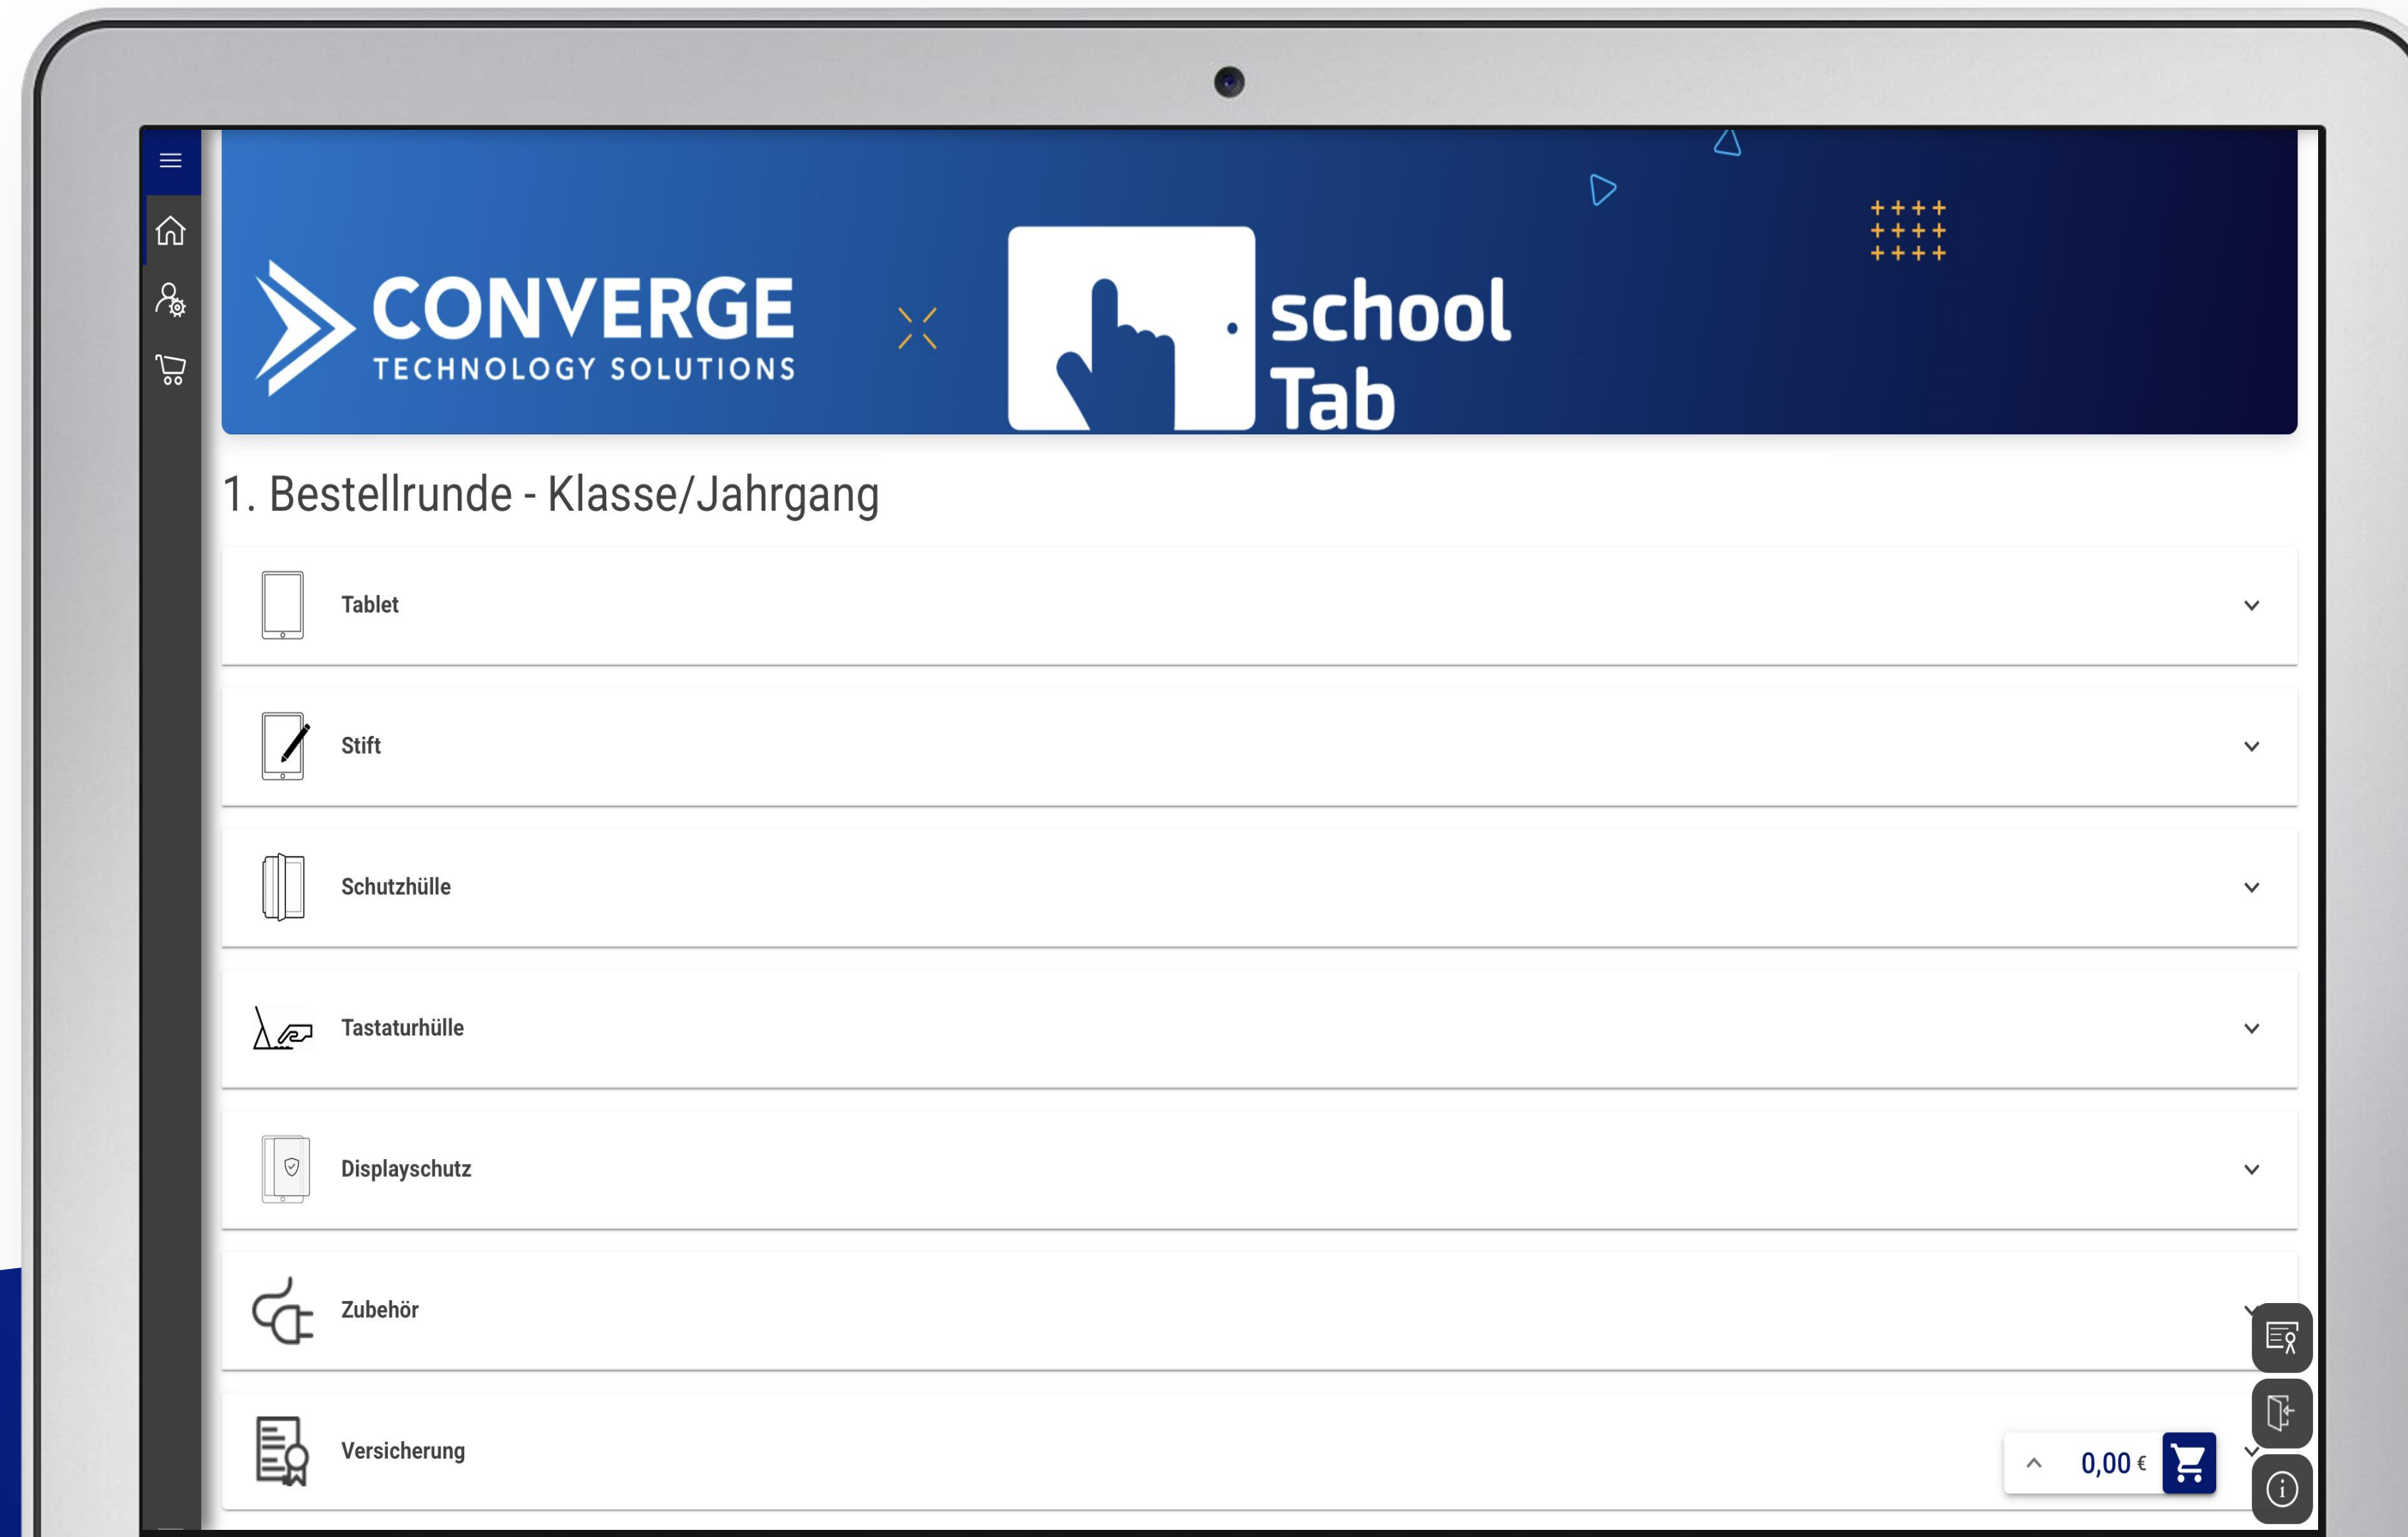 CONVERGE
TECHNOLOGY SOLUTIONS
school
Tab
1. Bestellrunde - Klasse/Jahrgang
Tablet
Stift
Schutzhülle
Tastaturhülle
Displayschutz
Zubehör
Versicherung
0,00 €